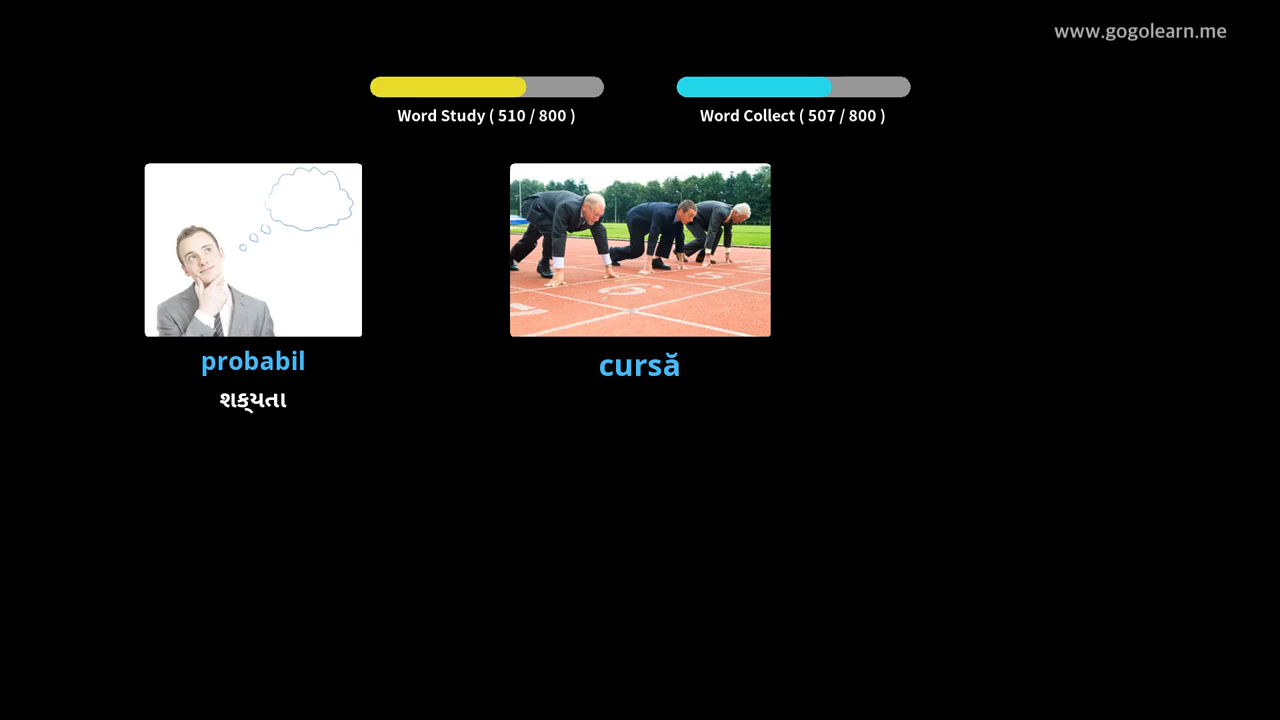 www.gogolearn.me
Word Study ( 510 / 800 )
Word Collect ( 507 / 800 )
probabil
cursă
શક્યતા